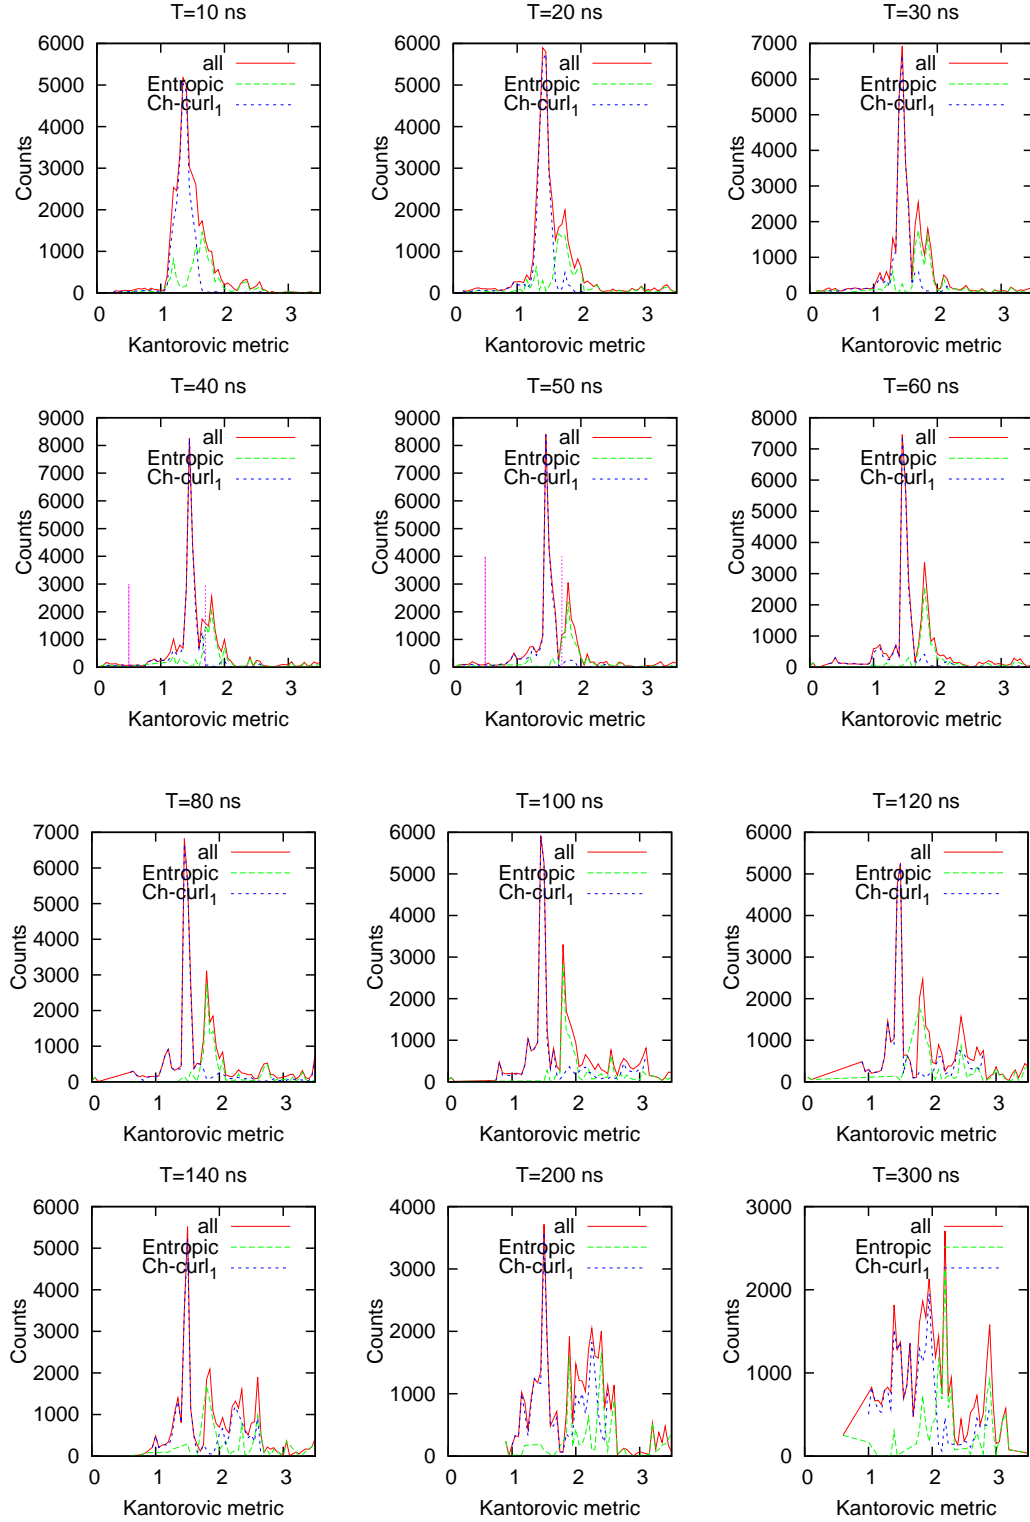 T=10 ns
T=20 ns
T=30 ns
6000
5000
4000
3000
2000
1000
0
Counts
all
Entropic
Ch-curl1
0 1 2 3
Kantorovic metric
6000
5000
4000
3000
2000
1000
0
Counts
all
Entropic
Ch-curl1
0 1 2 3
Kantorovic metric
7000
6000
5000
4000
3000
2000
1000
0
Counts
all
Entropic
Ch-curl1
0 1 2 3
Kantorovic metric
T=40 ns
T=50 ns
T=60 ns
9000
8000
7000
6000
5000
4000
3000
2000
1000
0
Counts
all
Entropic
Ch-curl1
0 1 2 3
Kantorovic metric
9000
8000
7000
6000
5000
4000
3000
2000
1000
0
Counts
all
Entropic
Ch-curl1
0 1 2 3
Kantorovic metric
8000
7000
6000
5000
4000
3000
2000
1000
0
Counts
all
Entropic
Ch-curl1
0 1 2 3
Kantorovic metric
T=80 ns
T=100 ns
T=120 ns
7000
6000
5000
4000
3000
2000
1000
0
Counts
all
Entropic
Ch-curl1
0 1 2 3
Kantorovic metric
6000
5000
4000
3000
2000
1000
0
Counts
all
Entropic
Ch-curl1
0 1 2 3
Kantorovic metric
6000
5000
4000
3000
2000
1000
0
Counts
all
Entropic
Ch-curl1
0 1 2 3
Kantorovic metric
T=140 ns
T=200 ns
T=300 ns
6000
5000
4000
3000
2000
1000
0
Counts
all
Entropic
Ch-curl1
0 1 2 3
Kantorovic metric
4000
3000
2000
1000
0
Counts
all
Entropic
Ch-curl1
0 1 2 3
Kantorovic metric
3000
2000
1000
0
Counts
all
Entropic
Ch-curl1
0 1 2 3
Kantorovic metric